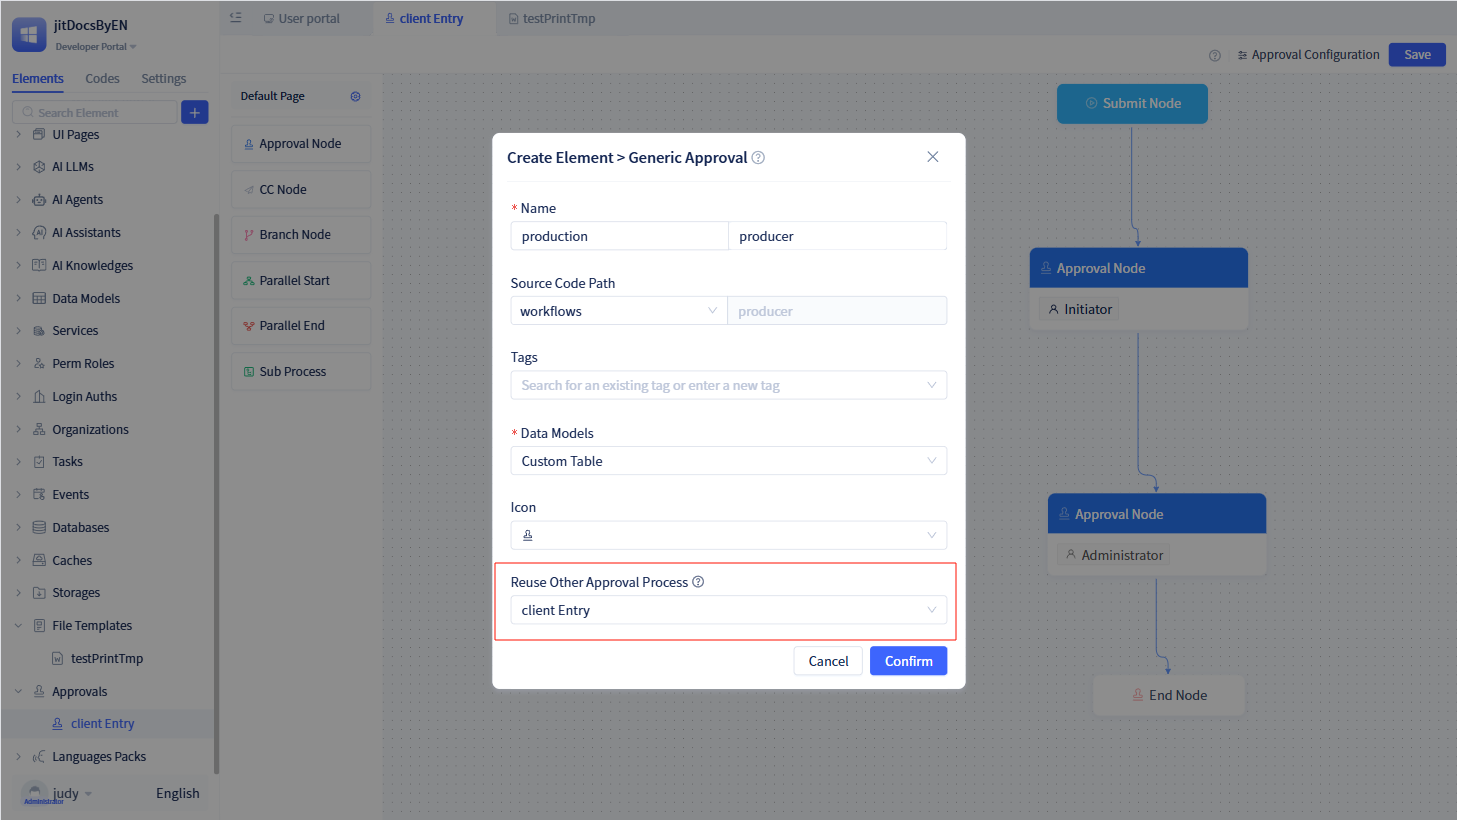 jitDocsByEN
Developer Portal
Elements
Codes
Settings
Search Element
UI Pages
AI LLMs
AI Agents
AI Assistants
AI Knowledges
Data Models
Services
Perm Roles
Login Auths
Organizations
Tasks
Events
Databases
Caches
Storages
File Templates
testPrintTmp
Approvals
client Entry
Languages Packs
judy
Administrator
English
User portal
client Entry
testPrintTmp
Approval Configuration
Save
Default Page
Approval Node
CC Node
Branch Node
Parallel Start
Parallel End
Sub Process
Create Element > Generic Approval
* Name
production
producer
Source Code Path
workflows
producer
Tags
Search for an existing tag or enter a new tag
* Data Models
Custom Table
Icon
Reuse Other Approval Process
client Entry
Cancel
Confirm
Submit Node
Approval Node
Initiator
Approval Node
Administrator
End Node